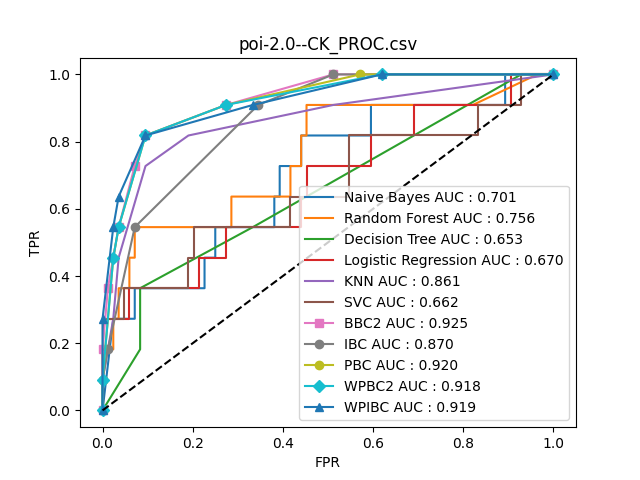 poi-2.0--CK_PROC.csv
1.0
0.8
0.6
0.4
0.2
0.0
TPR
Naive Bayes AUC : 0.701
Random Forest AUC : 0.756
Decision Tree AUC : 0.653
Logistic Regression AUC : 0.670
KNN AUC : 0.861
SVC AUC : 0.662
BBC2 AUC : 0.925
IBC AUC : 0.870
PBC AUC : 0.920
WPBC2 AUC : 0.918
WPIBC AUC : 0.919
0.0 0.2 0.4 0.6 0.8 1.0
FPR